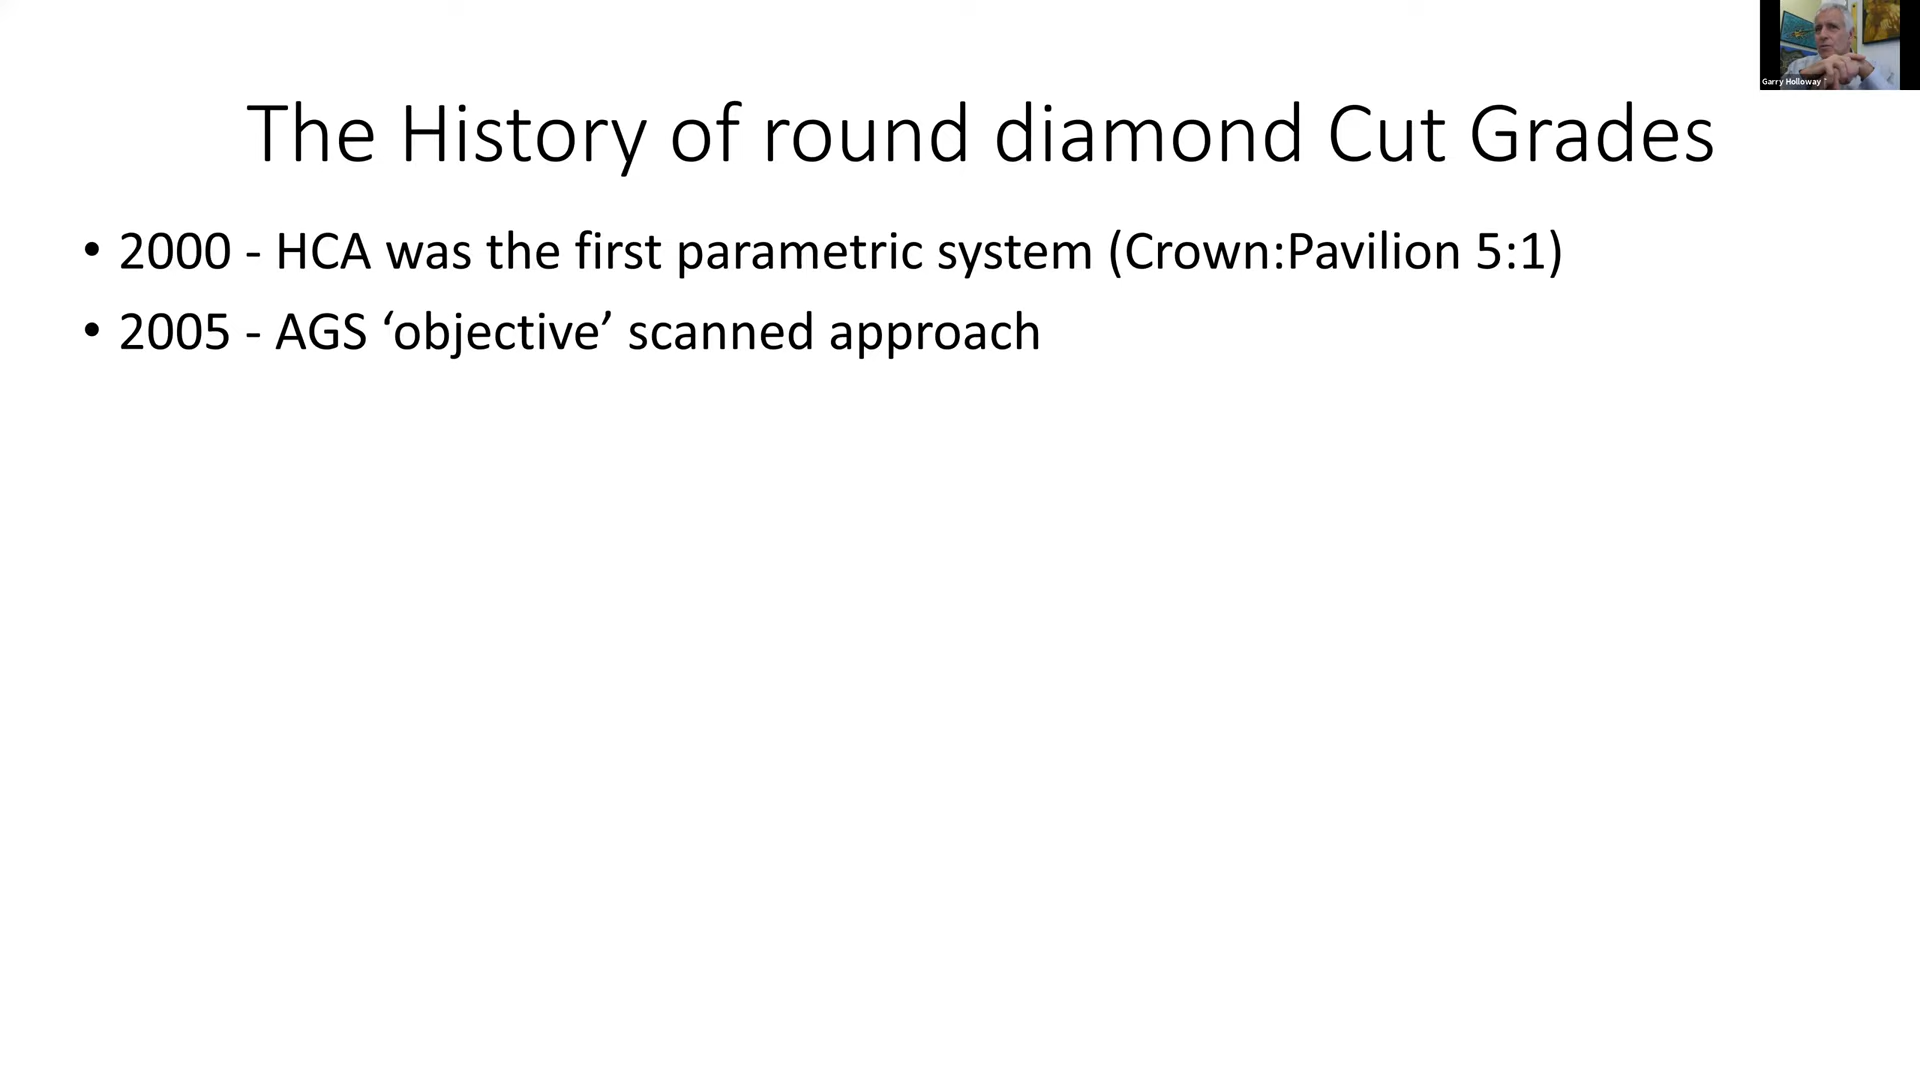 Garry Holloway
The History of round diamond Cut Grades
• 2000 - HCA was the first parametric system (Crown:Pavilion 5:1)
• 2005 - AGS ‘objective’ scanned approach